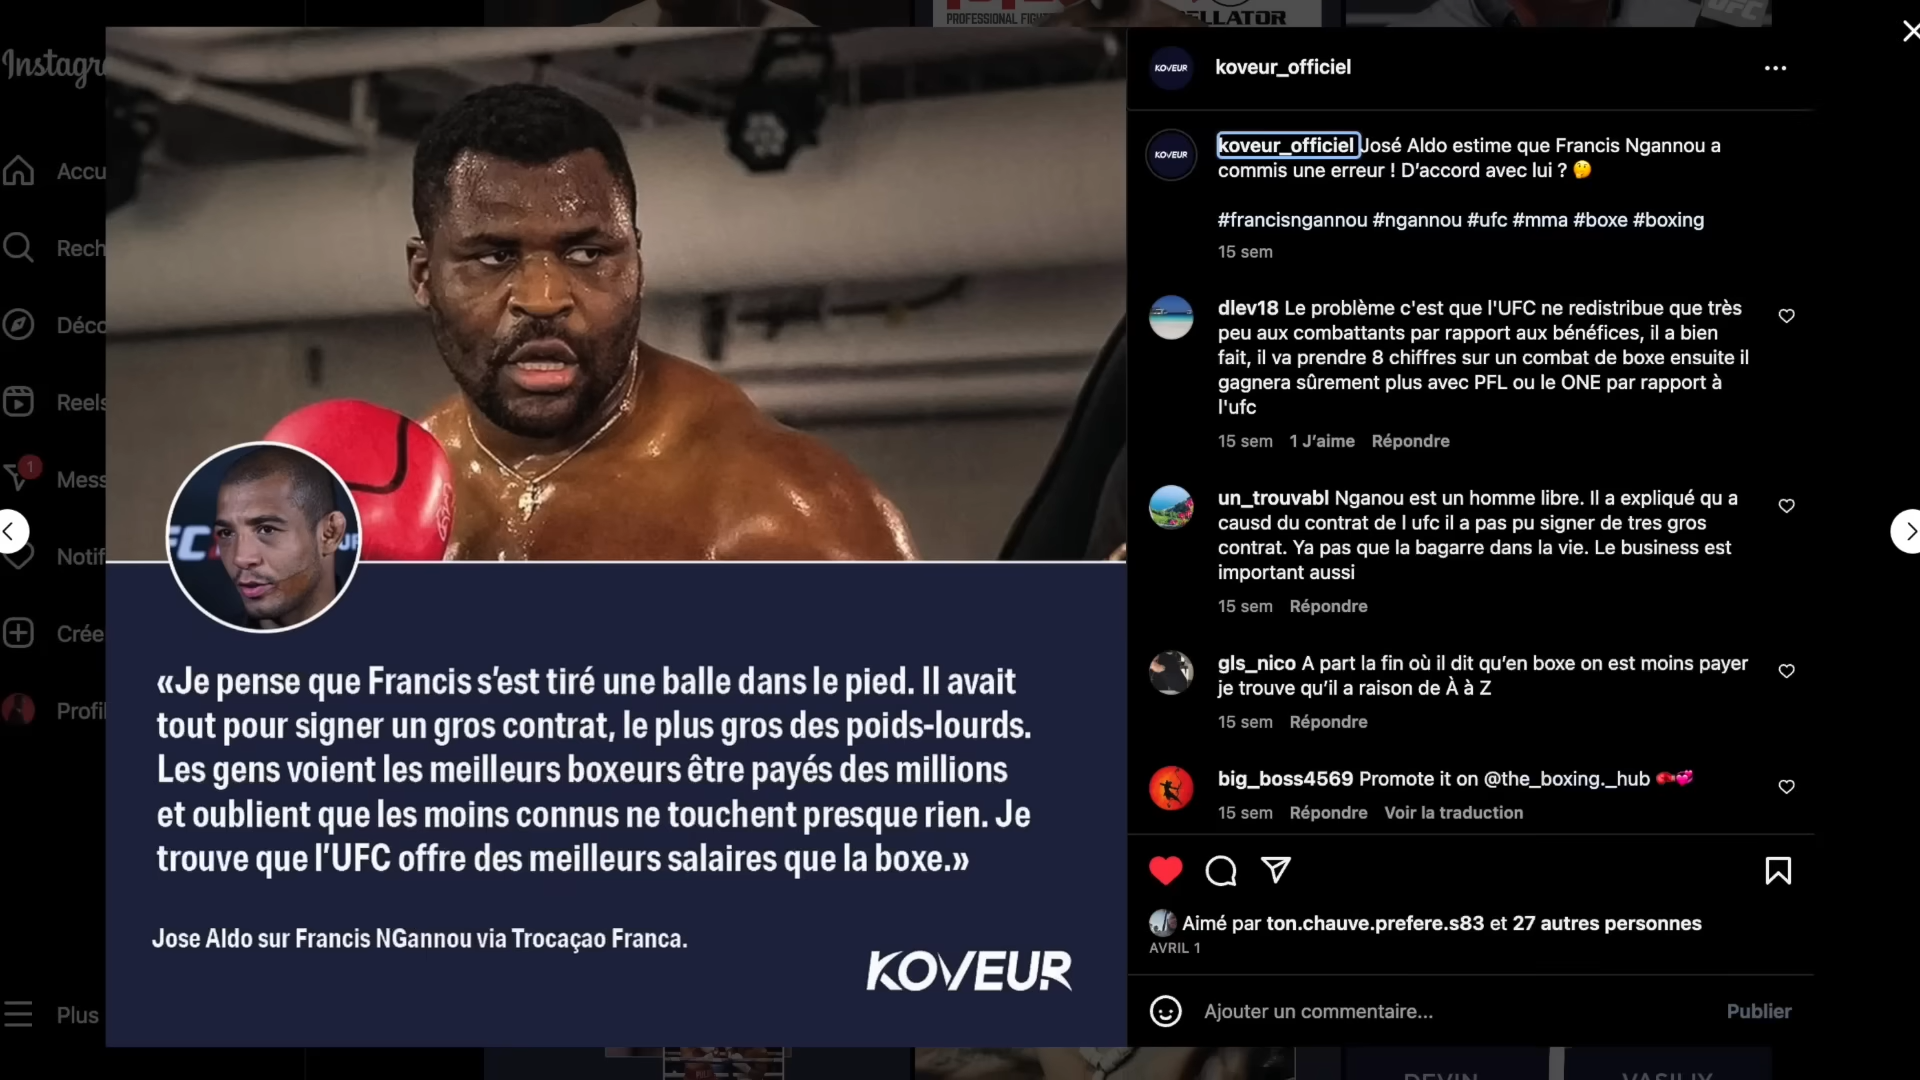 PROFESSIONAL FIGH
ELLATOR
UFC
Instagr
Accu
Rech
Déco
Reels
1
Mess
Notif
Crée
Profil
Plus
FC
UF
«Je pense que Francis s’est tiré une balle dans le pied. Il avait
tout pour signer un gros contrat, le plus gros des poids-lourds.
Les gens voient les meilleurs boxeurs être payés des millions
et oublient que les moins connus ne touchent presque rien. Je
trouve que l’UFC offre des meilleurs salaires que la boxe.»
Jose Aldo sur Francis NGannou via Trocaçao Franca.
KOVEUR
KOVEUR
koveur_officiel
KOVEUR
koveur_officiel José Aldo estime que Francis Ngannou a
commis une erreur ! D’accord avec lui ? 🤔
#francisngannou #ngannou #ufc #mma #boxe #boxing
15 sem
dlev18 Le problème c'est que l'UFC ne redistribue que très
peu aux combattants par rapport aux bénéfices, il a bien
fait, il va prendre 8 chiffres sur un combat de boxe ensuite il
gagnera sûrement plus avec PFL ou le ONE par rapport à
l'ufc
15 sem 1 J’aime Répondre
un_trouvabl Nganou est un homme libre. Il a expliqué qu a
causd du contrat de l ufc il a pas pu signer de tres gros
contrat. Ya pas que la bagarre dans la vie. Le business est
important aussi
15 sem Répondre
gls_nico A part la fin où il dit qu’en boxe on est moins payer
je trouve qu’il a raison de À à Z
15 sem Répondre
big_boss4569 Promote it on @the_boxing._hub 🥊💞
15 sem Répondre Voir la traduction
Aimé par ton.chauve.prefere.s83 et 27 autres personnes
AVRIL 1
Ajouter un commentaire...
Publier
DEVIN
VASILIY